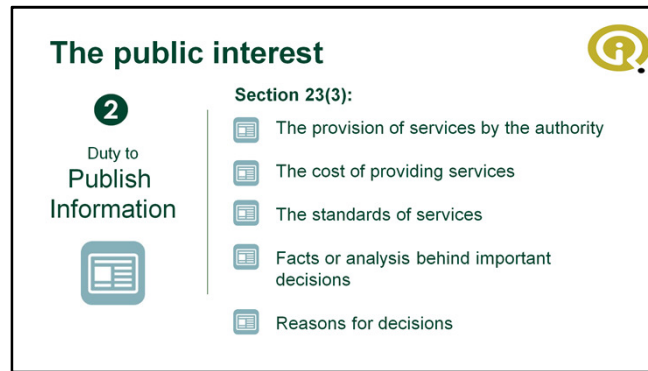 The public interest
2
Duty to
Publish
Information
Section 23(3):
The provision of services by the authority
The cost of providing services
The standards of services
Facts or analysis behind important
decisions
Reasons for decisions